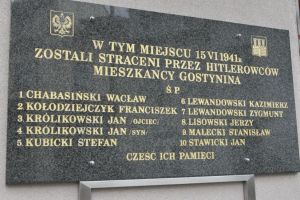 W TYM MIEJSCU 15 VI 1941R.
ZOSTALI STRACENI PRZEZ HITLEROWCÓW
MIESZKAŃCY GOSTYNINA
Ś.P.
1 CHABASIŃSKI WACŁAW
2 KOŁODZIEJCZYK FRANCISZEK
3 KRÓLIKOWSKI JAN (OJCIEC)
4 KRÓLIKOWSKI JAN (SYN)
5 KUBICKI STEFAN
6 LEWANDOWSKI KAZIMIERZ
7 LEWANDOWSKI ZYGMUNT
8 LISOWSKI JERZY
9 MALECKI STANISŁAW
10 STAWICKI JAN
CZEŚĆ ICH PAMIĘCI